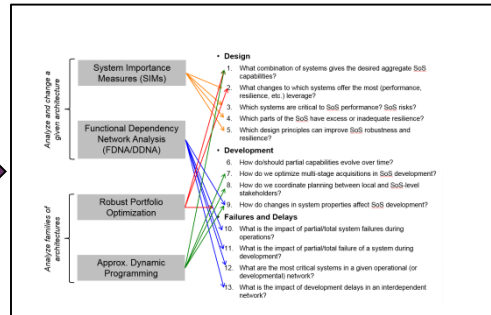 Analyze and change a
given architecture
Analyze families of
architectures
System Importance
Measures (SIMs)
Functional Dependency
Network Analysis
(FDNA/DDNA)
Robust Portfolio
Optimization
Approx. Dynamic
Programming
• Design
1. What combination of systems gives the desired aggregate SoS
capabilities?
2. What changes to which systems offer the most (performance,
resilience, etc.) leverage?
3. Which systems are critical to SoS performance? SoS risks?
4. Which parts of the SoS have excess or inadequate resilience?
5. Which design principles can improve SoS robustness and
resilience?
• Development
6. How do/should partial capabilities evolve over time?
7. How do we optimize multi-stage acquisitions in SoS development?
8. How do we coordinate planning between local and SoS-level
stakeholders?
9. How do changes in system properties affect SoS development?
• Failures and Delays
10. What is the impact of partial/total system failures during
operations?
11. What is the impact of partial/total failure of a system during
development?
12. What are the most critical systems in a given operational (or
developmental) network?
13. What is the impact of development delays in an interdependent
network?